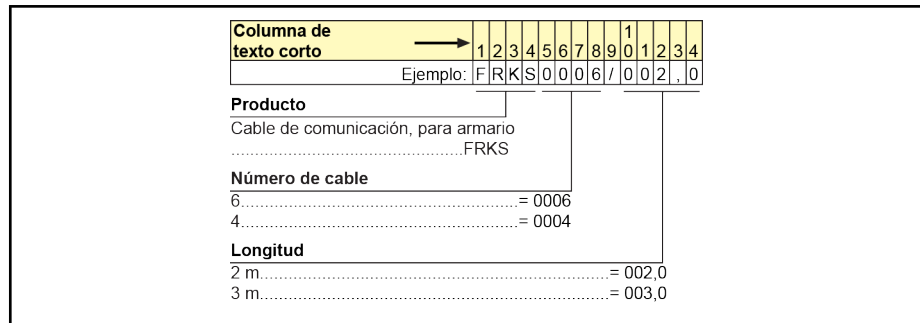 Columna de
texto corto
1 2 3 4 5 6 7 8 9 1 0 1 2 3 4
Ejemplo: F R K S 0 0 0 6 / 0 0 2 , 0
Producto
Cable de comunicación, para armario
.................................................FRKS
Número de cable
6...........................................................= 0006
4...........................................................= 0004
Longitud
2 m..........................................................................= 002,0
3 m..........................................................................= 003,0